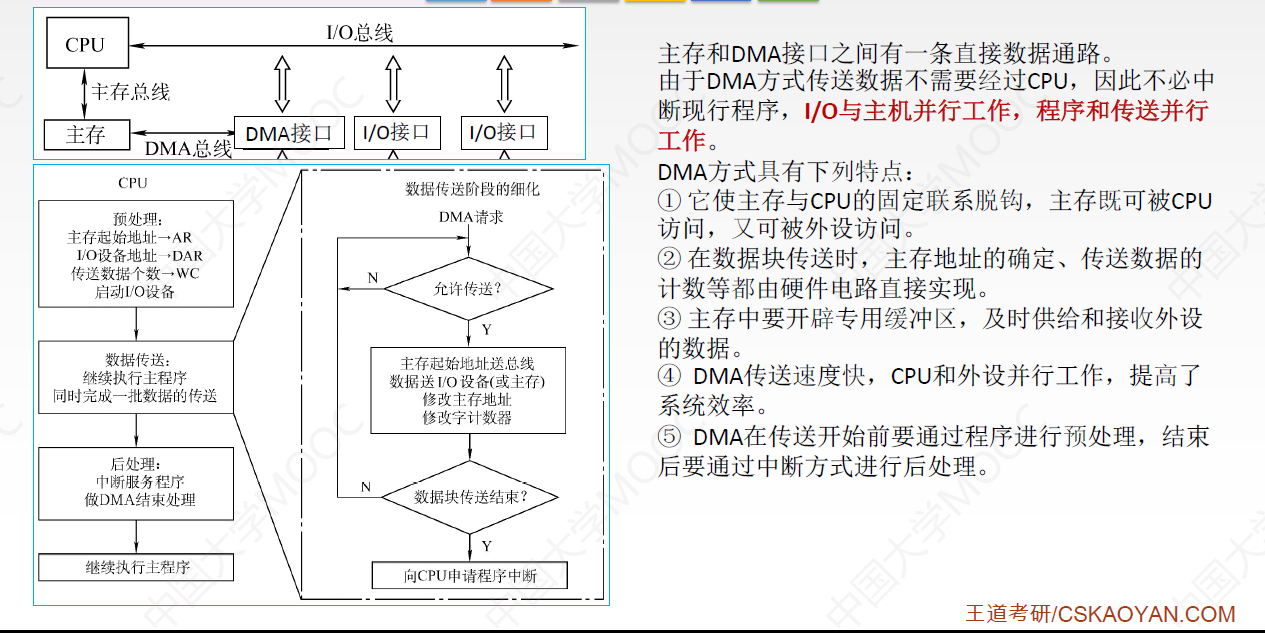 CPU
I/O总线
主存总线
主存
DMA总线
DMA接口
I/O接口
I/O接口
CPU
预处理：
主存起始地址→AR
I/O设备地址→DAR
传送数据个数→WC
启动I/O设备
数据传送：
继续执行主程序
同时完成一批数据的传送
后处理：
中断服务程序
做DMA结束处理
继续执行主程序
数据传送阶段的细化
DMA请求
允许传送？
N
Y
主存起始地址送总线
数据送I/O设备(或主存)
修改主存地址
修改字计数器
数据块传送结束？
N
Y
向CPU申请程序中断
主存和DMA接口之间有一条直接数据通路。
由于DMA方式传送数据不需要经过CPU，因此不必中
断现行程序，I/O与主机并行工作，程序和传送并行
工作。
DMA方式具有下列特点：
① 它使主存与CPU的固定联系脱钩，主存既可被CPU
访问，又可被外设访问。
② 在数据块传送时，主存地址的确定、传送数据的
计数等都由硬件电路直接实现。
③ 主存中要开辟专用缓冲区，及时供给和接收外设
的数据。
④ DMA传送速度快，CPU和外设并行工作，提高了
系统效率。
⑤ DMA在传送开始前要通过程序进行预处理，结束
后要通过中断方式进行后处理。
王道考研/CSKAOYAN.COM
中国大学MOOC